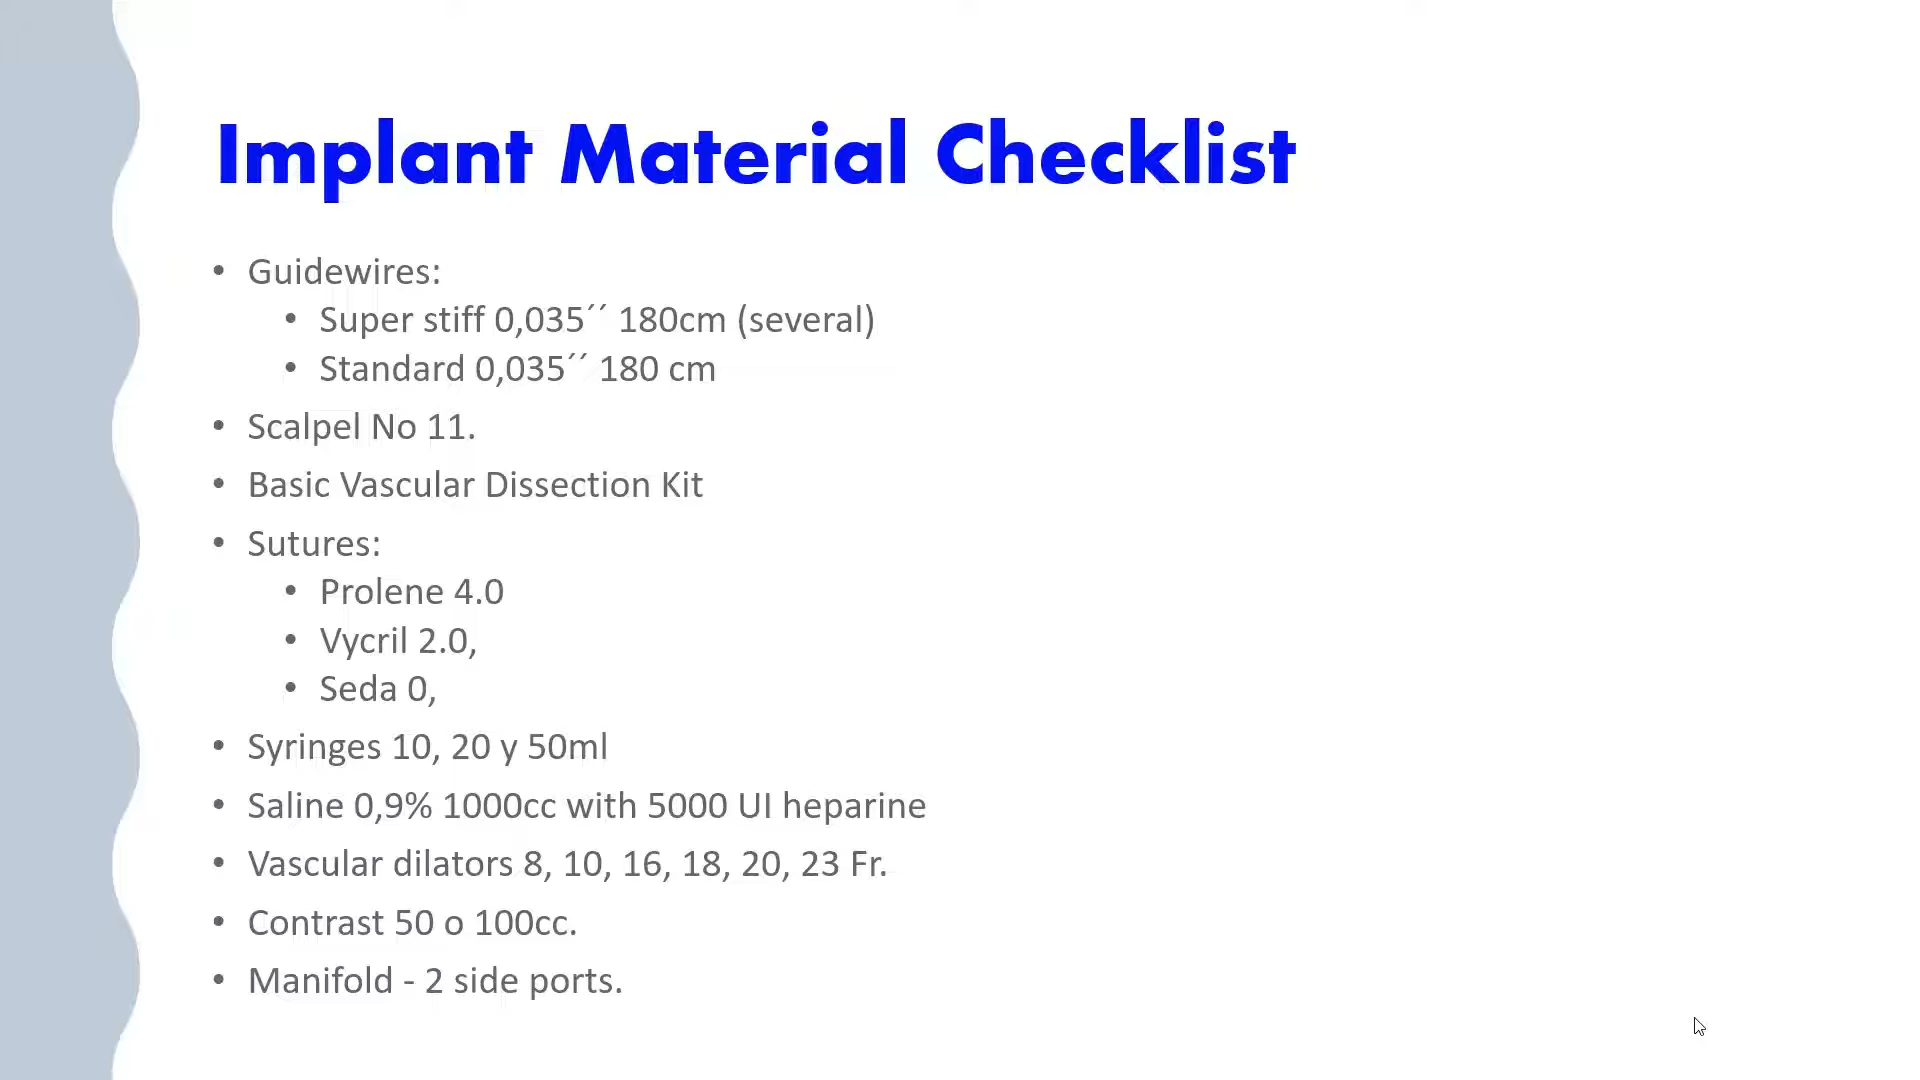 Implant Material Checklist
• Guidewires:
• Super stiff 0,035´´ 180cm (several)
• Standard 0,035´´ 180 cm
• Scalpel No 11.
• Basic Vascular Dissection Kit
• Sutures:
• Prolene 4.0
• Vycril 2.0,
• Seda 0,
• Syringes 10, 20 y 50ml
• Saline 0,9% 1000cc with 5000 UI heparine
• Vascular dilators 8, 10, 16, 18, 20, 23 Fr.
• Contrast 50 o 100cc.
• Manifold - 2 side ports.